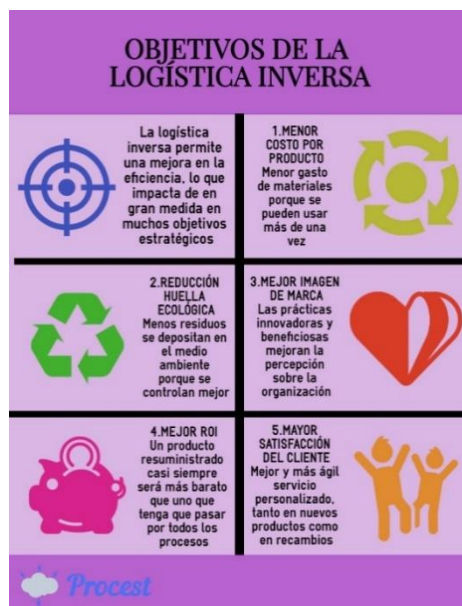 OBJETIVOS DE LA
LOGÍSTICA INVERSA
La logística
inversa permite
una mejora en la
eficiencia, lo que
impacta de en
gran medida en
muchos objetivos
estratégicos
1.MENOR
COSTO POR
PRODUCTO
Menor gasto
de materiales
porque se
pueden usar
más de una
vez
2.REDUCCIÓN
HUELLA
ECOLÓGICA
Menos residuos
se depositan en
el medio
ambiente
porque se
controlan mejor
3.MEJOR IMAGEN
DE MARCA
Las prácticas
innovadoras y
beneficiosas
mejoran la
percepción
sobre la
organización
4.MEJOR ROI
Un producto
resuministrado
casi siempre
será más barato
que uno que
tenga que pasar
por todos los
procesos
5.MAYOR
SATISFACCIÓN
DEL CLIENTE
Mejor y más ágil
servicio
personalizado,
tanto en nuevos
productos como
en recambios
Procest